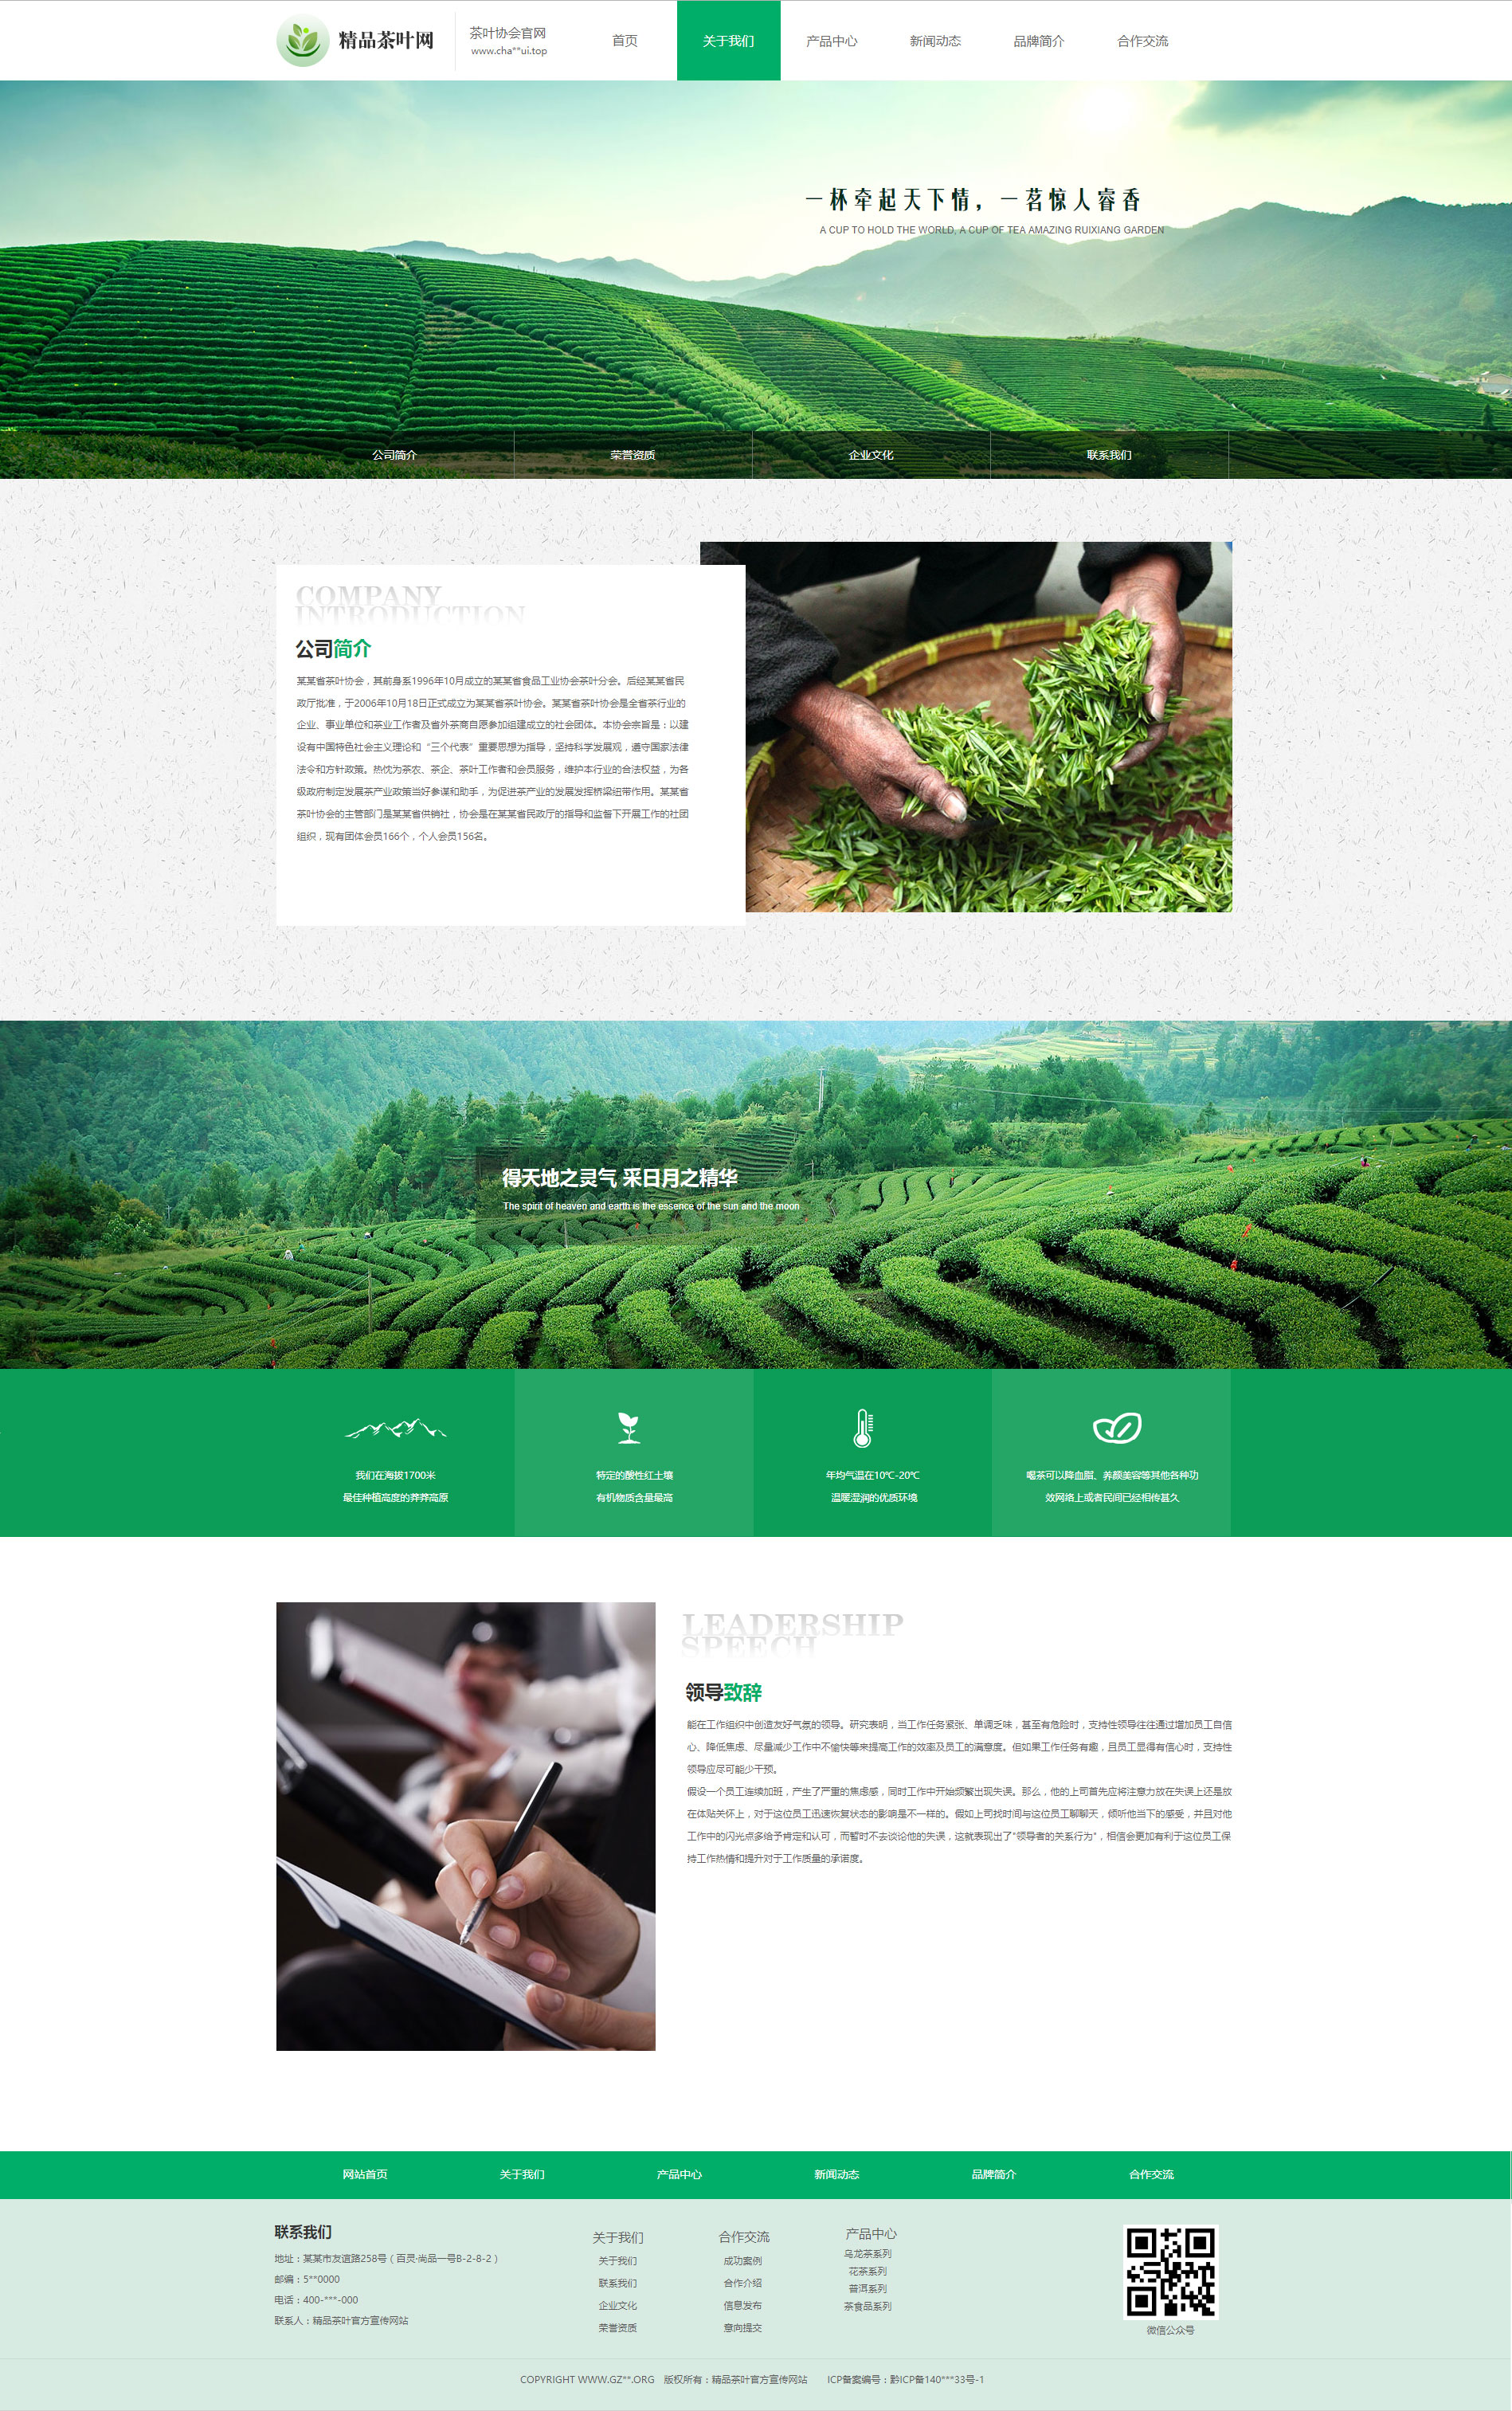 精品茶叶网
茶叶协会官网
www.cha**ui.top
首页
关于我们
产品中心
新闻动态
品牌简介
合作交流
一杯牵起天下情，一茗惊人睿香
A CUP TO HOLD THE WORLD, A CUP OF TEA AMAZING RUIXIANG GARDEN
公司简介
荣誉资质
企业文化
联系我们
COMPANY
INTRODUCTION
公司简介
某某省茶叶协会，其前身系1996年10月成立的某某省食品工业协会茶叶分会。后经某某省民
政厅批准，于2006年10月18日正式成立为某某省茶叶协会。某某省茶叶协会是全省茶行业的
企业、事业单位和茶业工作者及省外茶商自愿参加组建成立的社会团体。本协会宗旨是：以建
设有中国特色社会主义理论和“三个代表”重要思想为指导，坚持科学发展观，遵守国家法律
法令和方针政策。热忱为茶农、茶企、茶叶工作者和会员服务，维护本行业的合法权益，为各
级政府制定发展茶产业政策当好参谋和助手，为促进茶产业的发展发挥桥梁纽带作用。某某省
茶叶协会的主管部门是某某省供销社，协会是在某某省民政厅的指导和监督下开展工作的社团
组织，现有团体会员166个，个人会员156名。
得天地之灵气 采日月之精华
The spirit of heaven and earth is the essence of the sun and the moon
我们在海拔1700米
最佳种植高度的莽莽高原
特定的酸性红土壤
有机物质含量最高
年均气温在10℃-20℃
温暖湿润的优质环境
喝茶可以降血脂、养颜美容等其他各种功
效网络上或者民间已经相传甚久
LEADERSHIP
SPEECH
领导致辞
能在工作组织中创造友好气氛的领导。研究表明，当工作任务紧张、单调乏味，甚至有危险时，支持性领导往往通过增加员工自信
心、降低焦虑、尽量减少工作中不愉快等来提高工作的效率及员工的满意度。但如果工作任务有趣，且员工显得有信心时，支持性
领导应尽可能少干预。
假设一个员工连续加班，产生了严重的焦虑感，同时工作中开始频繁出现失误。那么，他的上司首先应将注意力放在失误上还是放
在体贴关怀上，对于这位员工迅速恢复状态的影响是不一样的。假如上司找时间与这位员工聊聊天，倾听他当下的感受，并且对他
工作中的闪光点多给予肯定和认可，而暂时不去谈论他的失误，这就表现出了"领导者的关系行为"，相信会更加有利于这位员工保
持工作热情和提升对于工作质量的承诺度。
网站首页
关于我们
产品中心
新闻动态
品牌简介
合作交流
联系我们
地址：某某市友谊路258号（百灵·尚品一号B-2-8-2）
邮编：5**0000
电话：400-***-000
联系人：精品茶叶官方宣传网站
关于我们
关于我们
联系我们
企业文化
荣誉资质
合作交流
成功案例
合作介绍
信息发布
意向提交
产品中心
乌龙茶系列
花茶系列
普洱系列
茶食品系列
微信公众号
COPYRIGHT WWW.GZ**.ORG 版权所有：精品茶叶官方宣传网站 ICP备案编号：黔ICP备140***33号-1